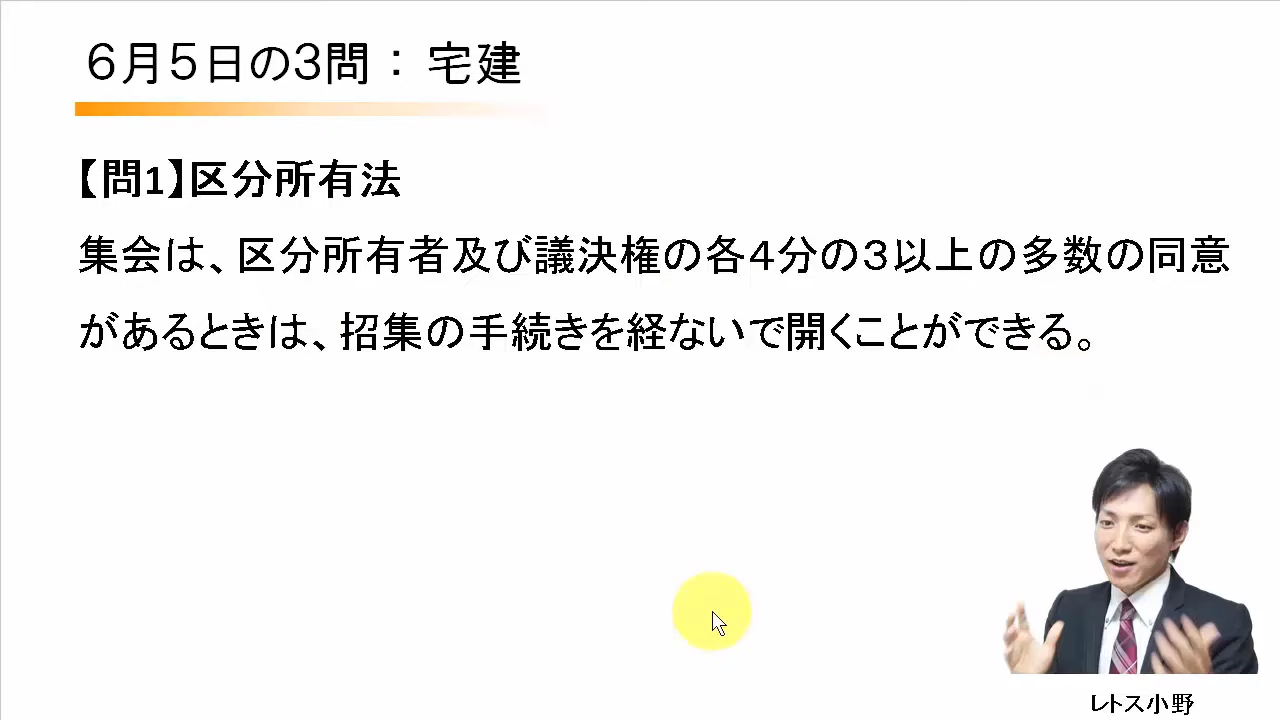 ６月５日の３問：宅建
【問1】区分所有法
集会は、区分所有者及び議決権の各４分の３以上の多数の同意
があるときは、招集の手続きを経ないで開くことができる。
レトス小野